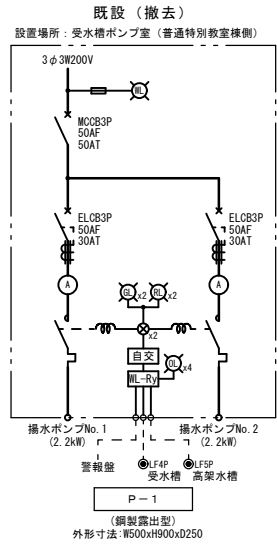 既設（撤去）
設置場所：受水槽ポンプ室（普通特別教室棟側）
3φ3W200V
WL
MCCB3P
50AF
50AT
ELCB3P
50AF
30AT
ELCB3P
50AF
30AT
A
A
GL x2
RL x2
x2
自交
OL x4
WL-Ry
揚水ポンプNo.1
(2.2kW)
揚水ポンプNo.2
(2.2kW)
警報盤
LF4P
受水槽
LF5P
高架水槽
P－1
(鋼製露出型)
外形寸法:W500xH900xD250